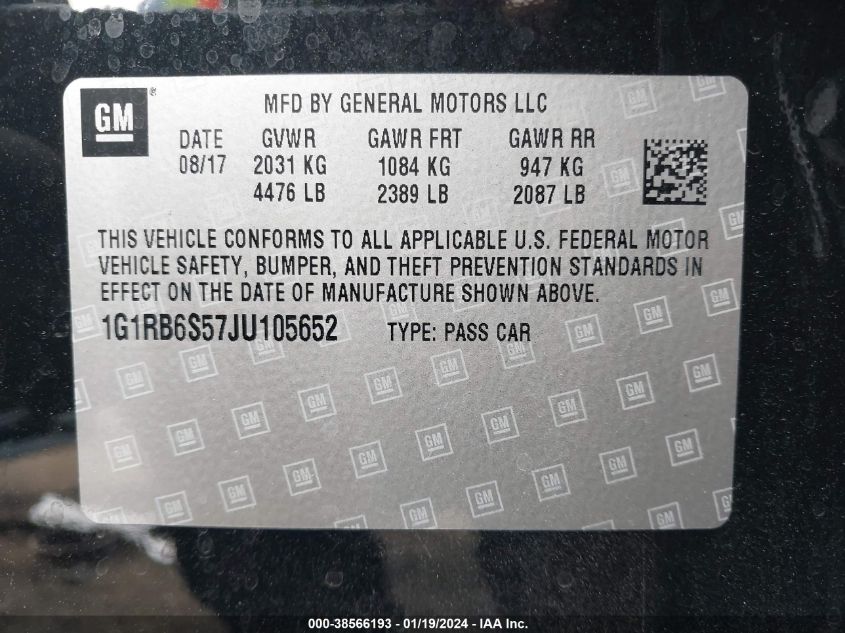 GM®
MFD BY GENERAL MOTORS LLC
DATE GVWR GAWR FRT GAWR RR
08/17 2031 KG 1084 KG 947 KG
4476 LB 2389 LB 2087 LB
THIS VEHICLE CONFORMS TO ALL APPLICABLE U.S. FEDERAL MOTOR
VEHICLE SAFETY, BUMPER, AND THEFT PREVENTION STANDARDS IN
EFFECT ON THE DATE OF MANUFACTURE SHOWN ABOVE.
1G1RB6S57JU105652 TYPE: PASS CAR
000-38566193 - 01/19/2024 - IAA Inc.